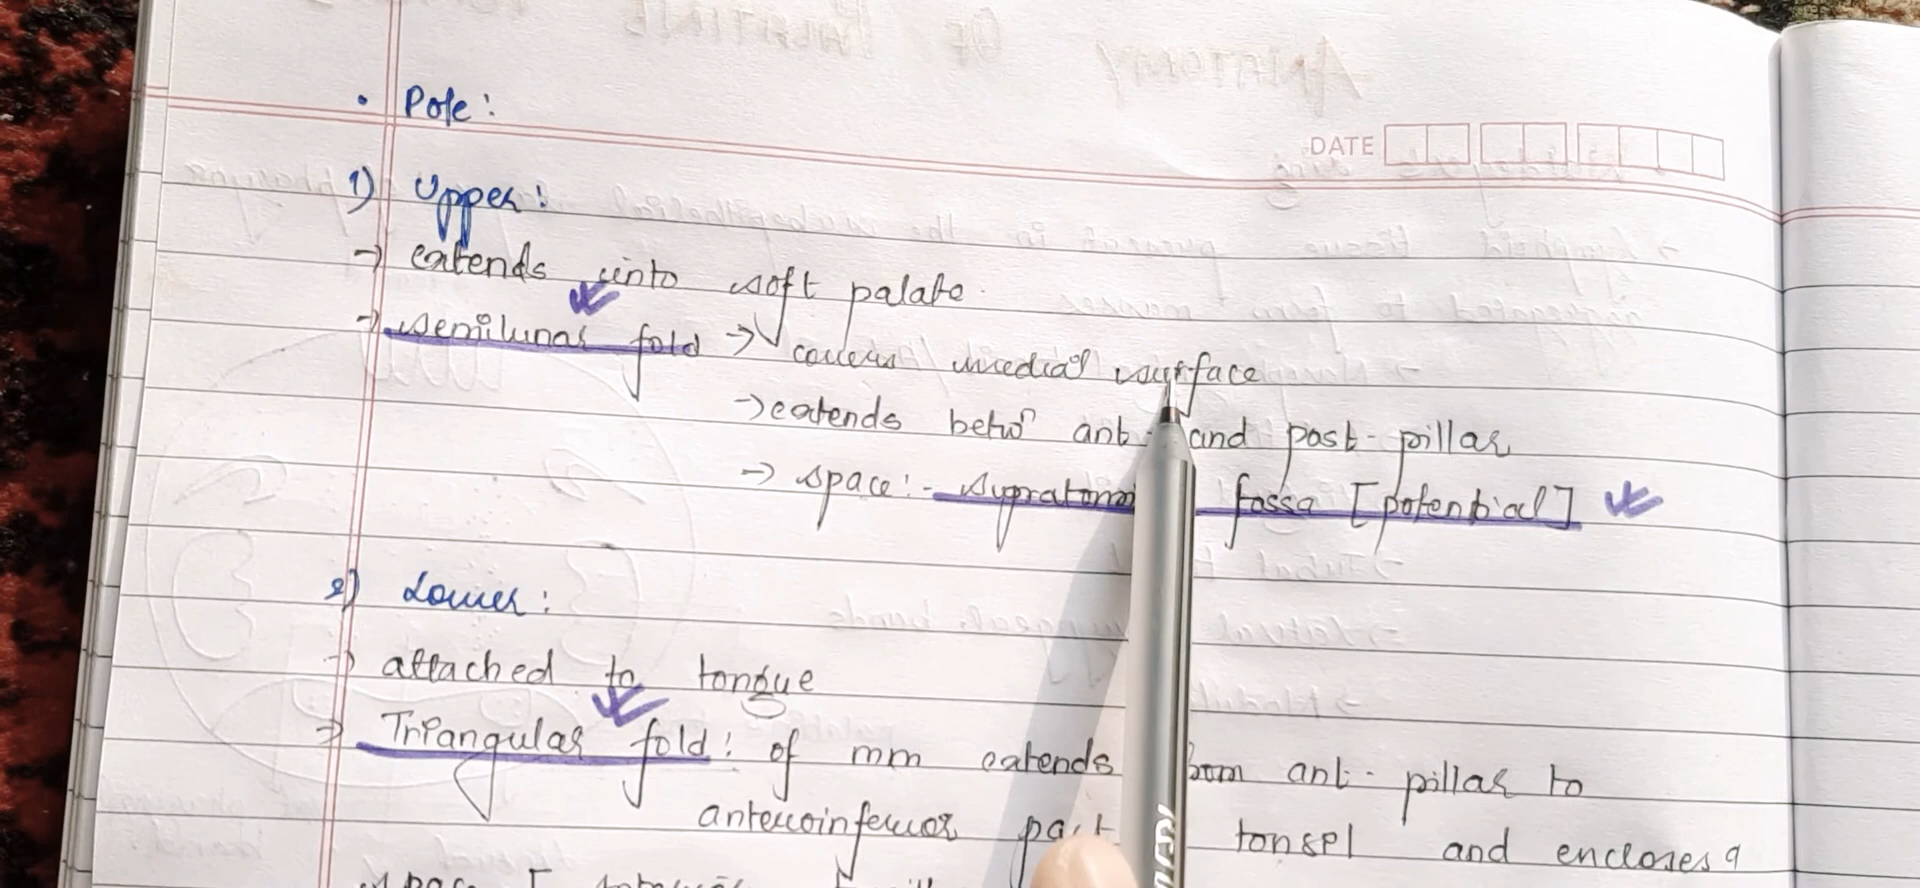 • Pole:
DATE
1) Upper:
→ extends into soft palate.
→ semilunar fold → covers medial surface
→ extends betwn ant- and post- pillar
→ space:- supratonsi fossa [potential]
2) Lower:
→ attached to tongue
→ Triangular fold: of mm extends from ant- pillar to
anteroinferior part tonsil and encloses a